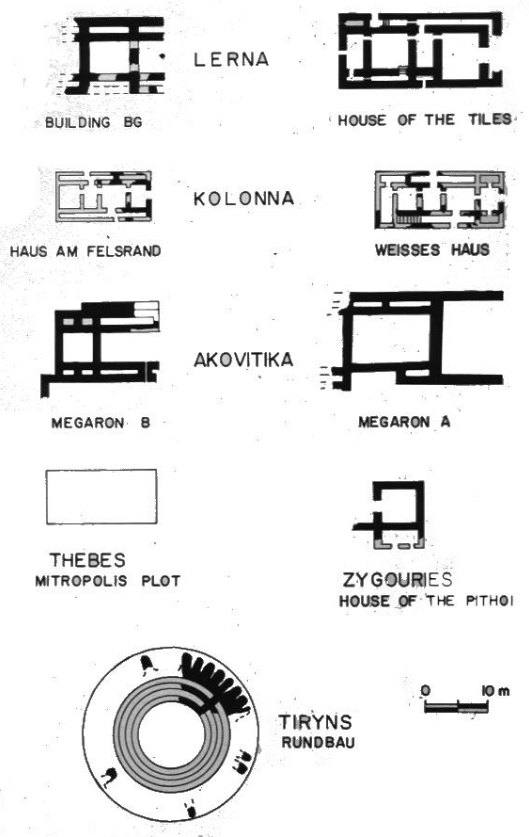 LERNA
BUILDING BG
HOUSE OF THE TILES
KOLONNA
HAUS AM FELSRAND
WEISSES HAUS
AKOVITIKA
MEGARON B
MEGARON A
THEBES
MITROPOLIS PLOT
ZYGOURIES
HOUSE OF THE PITHOI
0 10 m
TIRYNS
RUNDBAU